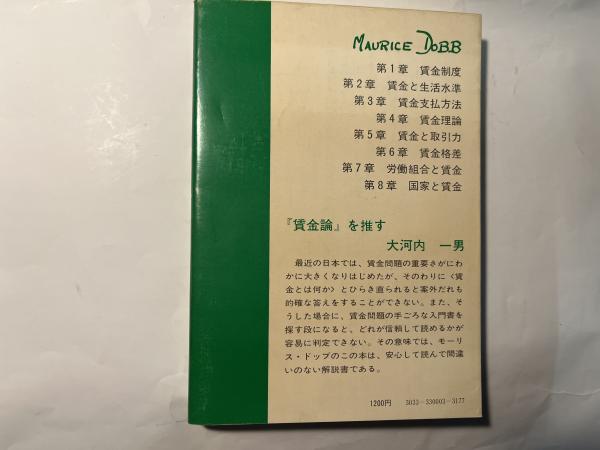 MAURICE DOBB
第1章 賃金制度
第2章 賃金と生活水準
第3章 賃金支払方法
第4章 賃金理論
第5章 賃金と取引力
第6章 賃金格差
第7章 労働組合と賃金
第8章 国家と賃金
『賃金論』を推す
大河内 一男
最近の日本では、賃金問題の重要さがにわ
かに大きくなりはじめたが、そのわりに〈賃
金とは何か〉とひらき直られると案外だれも
的確な答えをすることができない。また、そ
うした場合に、賃金問題の手ごろな入門書を
探す段になると、どれが信頼して読めるかが
容易に判定できない。その意味では、モーリ
ス・ドッブのこの本は、安心して読んで間違
いのない解説書である。
1200円 3033-330003-3177